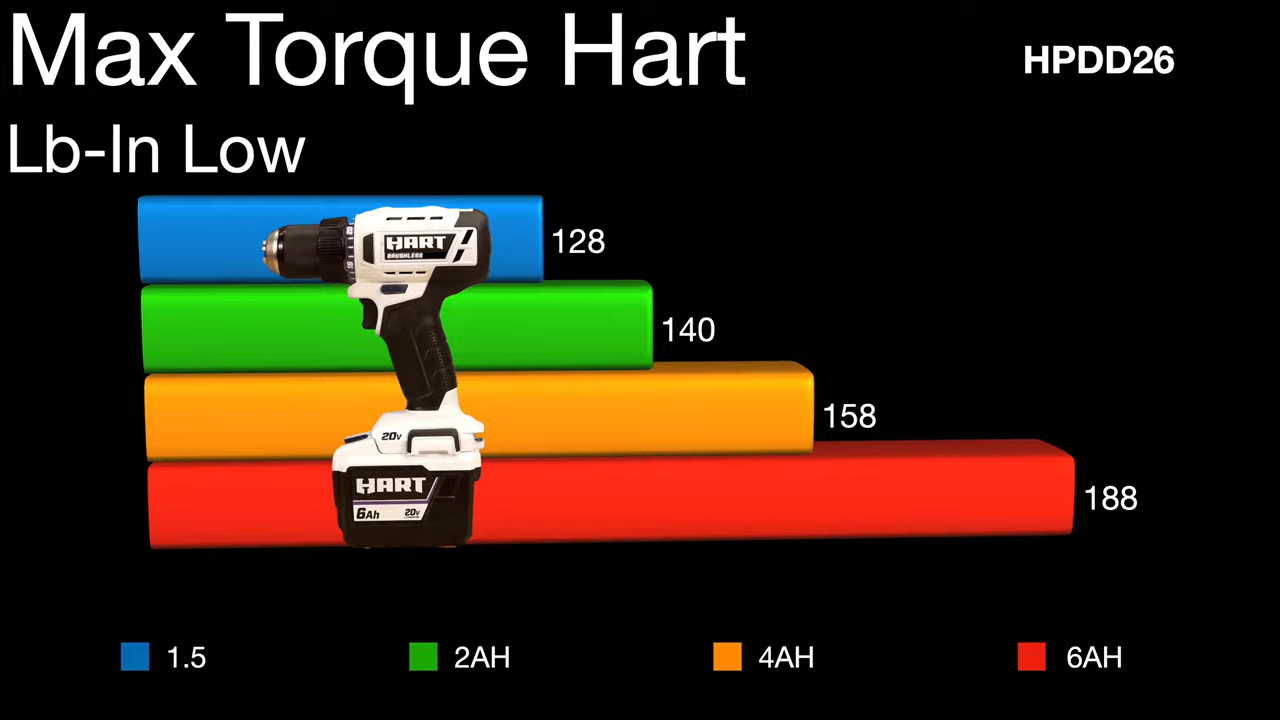 Max Torque Hart
HPDD26
Lb-In Low
128
HART
BRUSHLESS
140
158
20v
188
HART
6Ah
20v
1.5
2AH
4AH
6AH